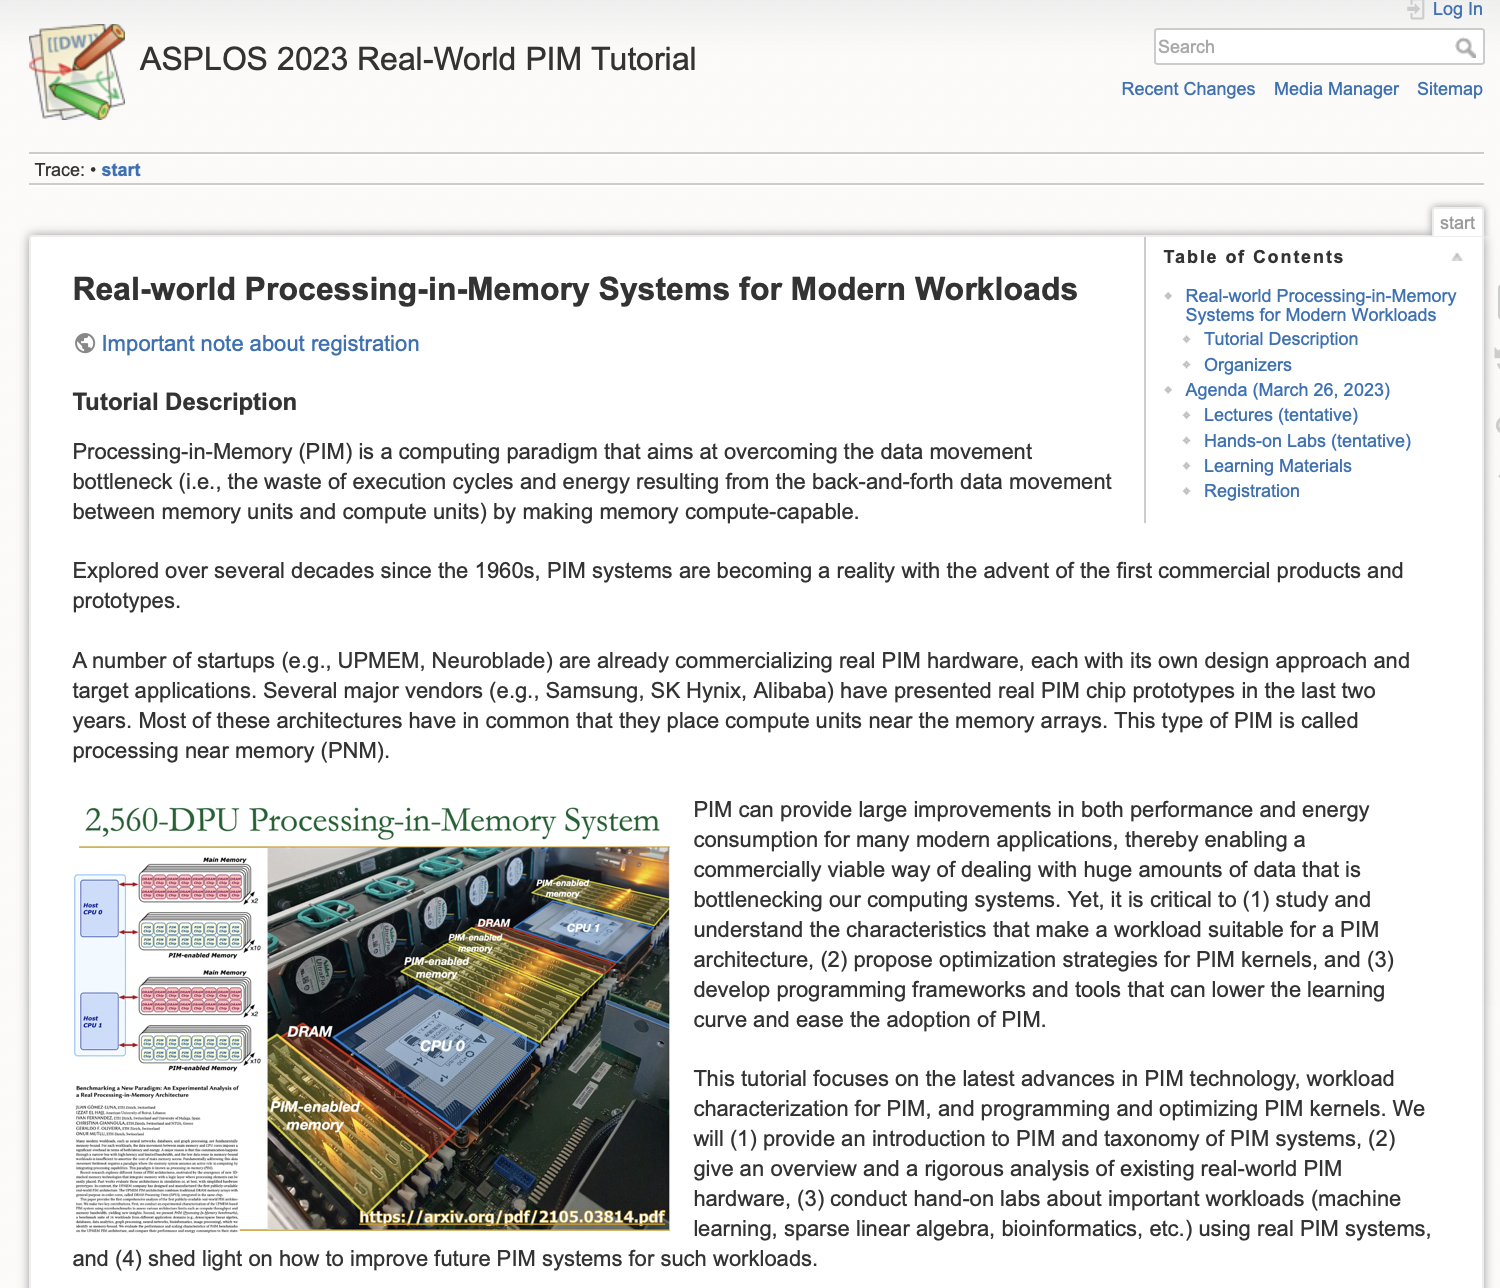 Log In
[[DW]]
ASPLOS 2023 Real-World PIM Tutorial
Search
Recent Changes Media Manager Sitemap
Trace: • start
start
Table of Contents
Real-world Processing-in-Memory
Systems for Modern Workloads
Tutorial Description
Organizers
Agenda (March 26, 2023)
Lectures (tentative)
Hands-on Labs (tentative)
Learning Materials
Registration
Real-world Processing-in-Memory Systems for Modern Workloads
Important note about registration
Tutorial Description
Processing-in-Memory (PIM) is a computing paradigm that aims at overcoming the data movement
bottleneck (i.e., the waste of execution cycles and energy resulting from the back-and-forth data movement
between memory units and compute units) by making memory compute-capable.
Explored over several decades since the 1960s, PIM systems are becoming a reality with the advent of the first commercial products and
prototypes.
A number of startups (e.g., UPMEM, Neuroblade) are already commercializing real PIM hardware, each with its own design approach and
target applications. Several major vendors (e.g., Samsung, SK Hynix, Alibaba) have presented real PIM chip prototypes in the last two
years. Most of these architectures have in common that they place compute units near the memory arrays. This type of PIM is called
processing near memory (PNM).
2,560-DPU Processing-in-Memory System
Main Memory
Host
CPU 0
x2
x10
PIM-enabled Memory
Main Memory
Host
CPU 1
x2
x10
PIM-enabled Memory
Benchmarking a New Paradigm: An Experimental Analysis of
a Real Processing-in-Memory Architecture
PIM-enabled
memory
CPU 1
DRAM
PIM-enabled
memory
PIM-enabled
memory
DRAM
CPU 0
PIM-enabled
memory
https://arxiv.org/pdf/2105.03814.pdf
PIM can provide large improvements in both performance and energy
consumption for many modern applications, thereby enabling a
commercially viable way of dealing with huge amounts of data that is
bottlenecking our computing systems. Yet, it is critical to (1) study and
understand the characteristics that make a workload suitable for a PIM
architecture, (2) propose optimization strategies for PIM kernels, and (3)
develop programming frameworks and tools that can lower the learning
curve and ease the adoption of PIM.
This tutorial focuses on the latest advances in PIM technology, workload
characterization for PIM, and programming and optimizing PIM kernels. We
will (1) provide an introduction to PIM and taxonomy of PIM systems, (2)
give an overview and a rigorous analysis of existing real-world PIM
hardware, (3) conduct hand-on labs about important workloads (machine
learning, sparse linear algebra, bioinformatics, etc.) using real PIM systems,
and (4) shed light on how to improve future PIM systems for such workloads.